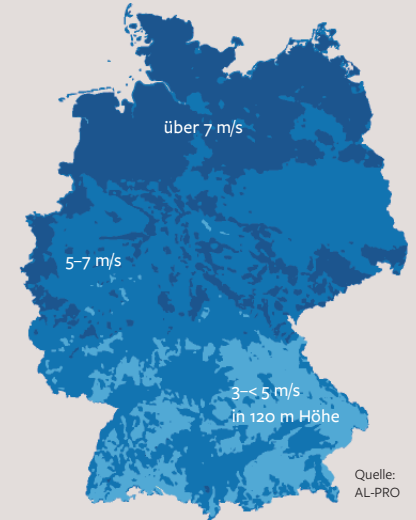 über 7 m/s
5–7 m/s
3–< 5 m/s
in 120 m Höhe
Quelle:
AL-PRO